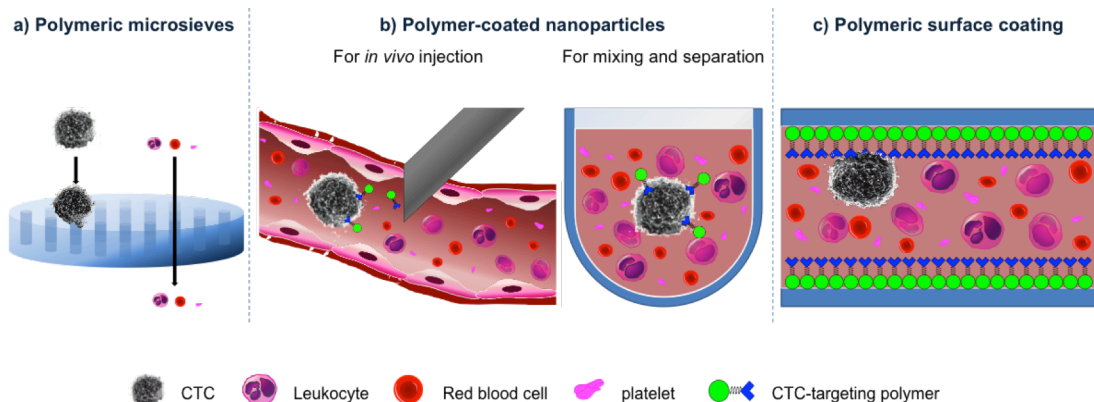 a) Polymeric microsieves
b) Polymer-coated nanoparticles
c) Polymeric surface coating
For in vivo injection
For mixing and separation
CTC
Leukocyte
Red blood cell
platelet
CTC-targeting polymer